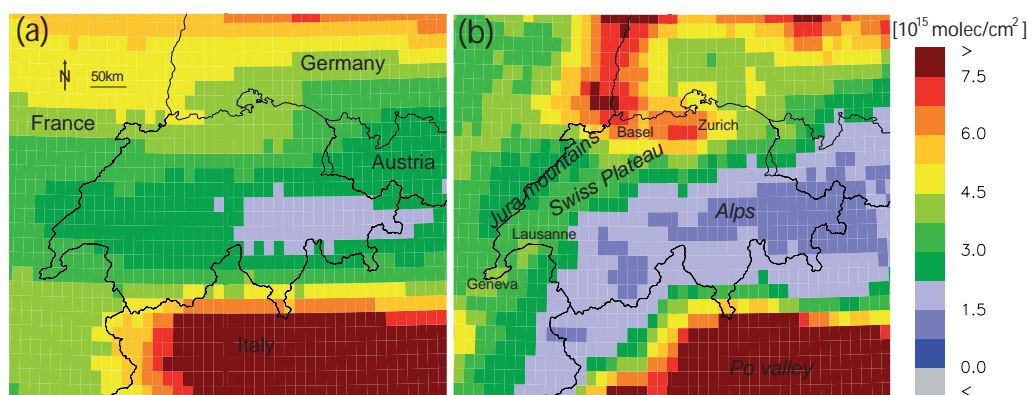 (a)
N
50km
Germany
France
Austria
Italy
(b)
Basel
Zurich
Jura mountains
Swiss Plateau
Alps
Lausanne
Geneva
Po valley
[10^15 molec/cm^2]
>
7.5
6.0
4.5
3.0
1.5
0.0
<